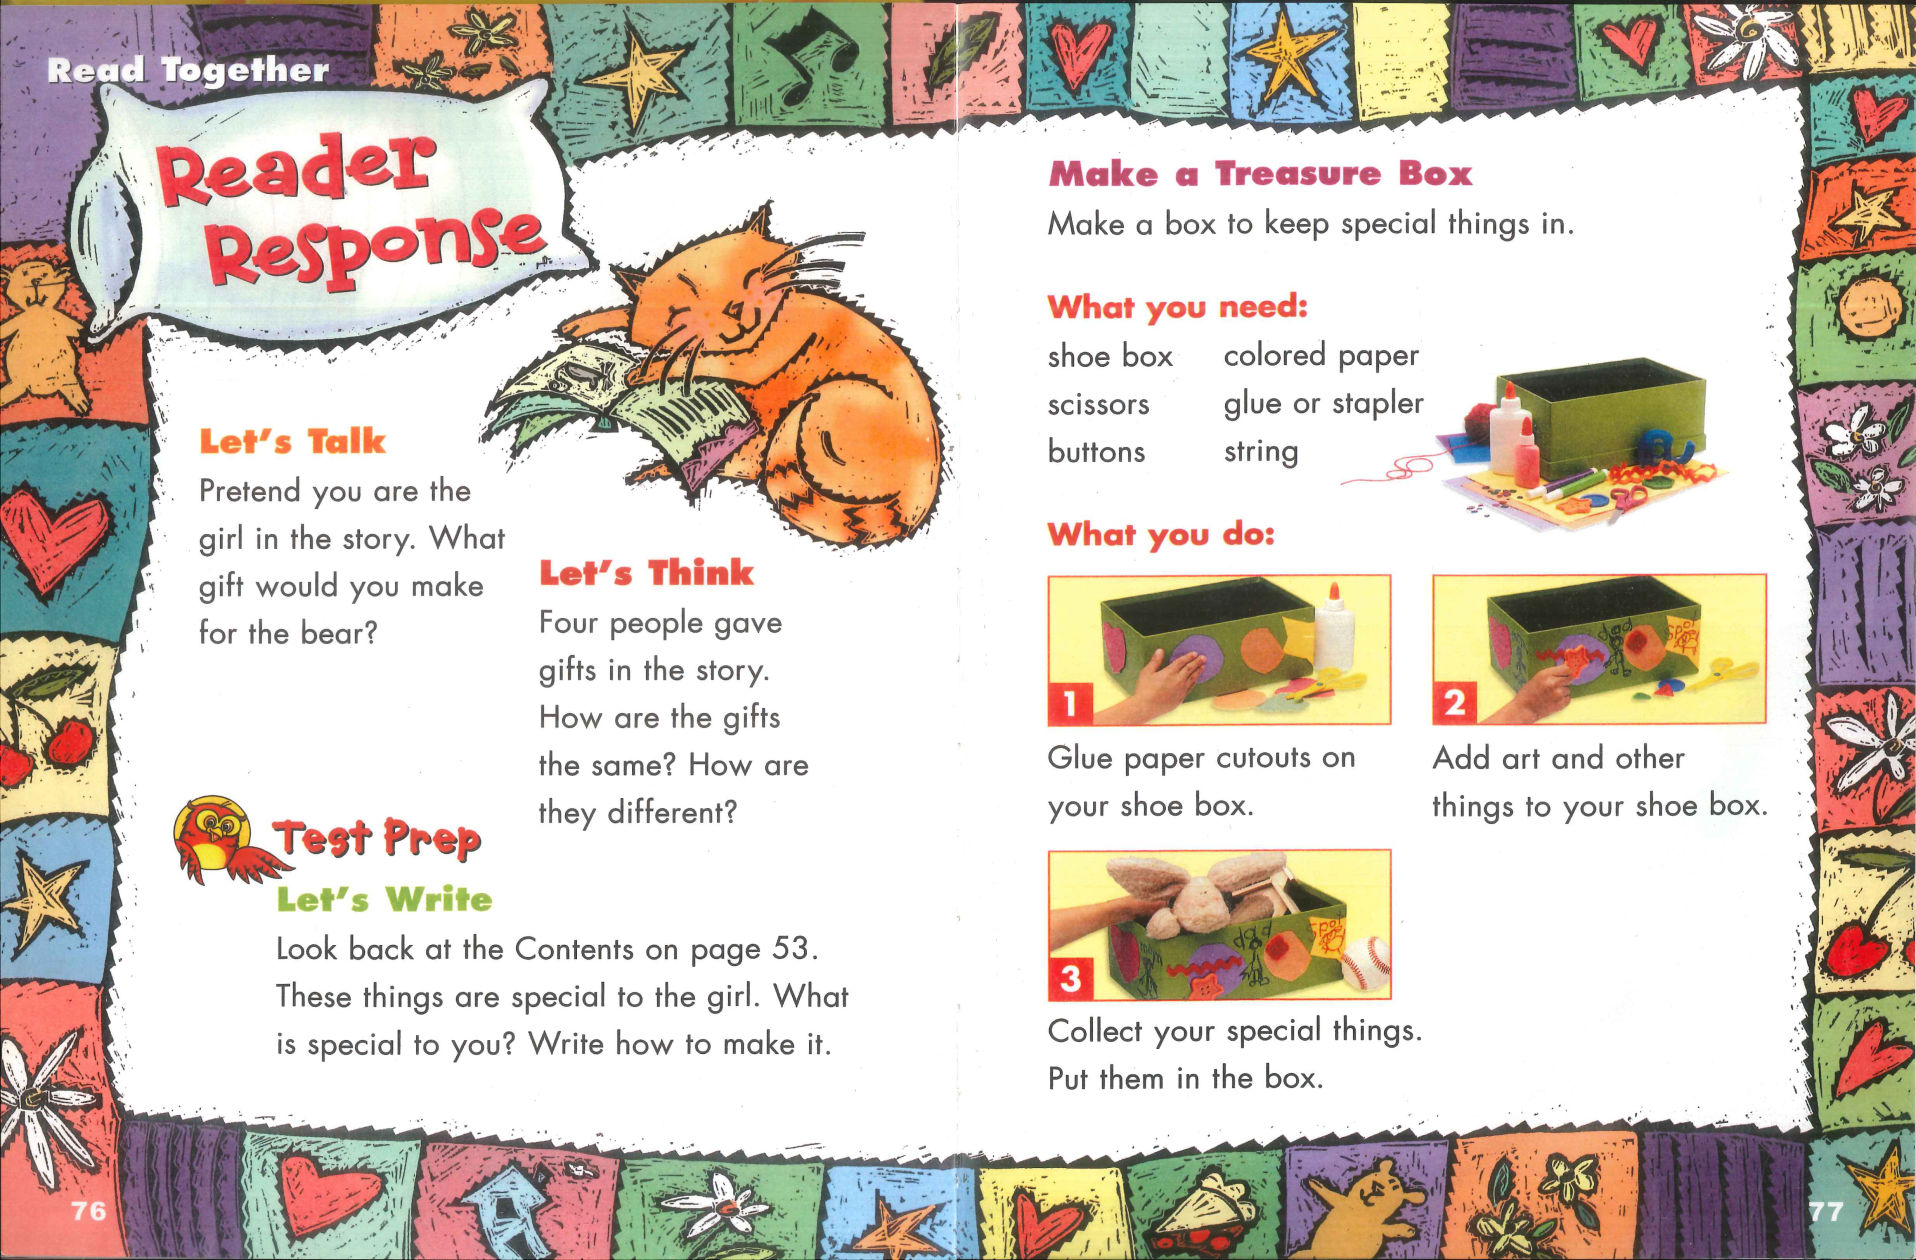 Read Together
Reader
Response
Let's Talk
Pretend you are the
girl in the story. What
gift would you make
for the bear?
Let's Think
Four people gave
gifts in the story.
How are the gifts
the same? How are
they different?
Test Prep
Let's Write
Look back at the Contents on page 53.
These things are special to the girl. What
is special to you? Write how to make it.
76
Make a Treasure Box
Make a box to keep special things in.
What you need:
shoe box colored paper
scissors glue or stapler
buttons string
What you do:
1
Glue paper cutouts on
your shoe box.
dad
spot
2
Add art and other
things to your shoe box.
dad
spot
3
Collect your special things.
Put them in the box.
77